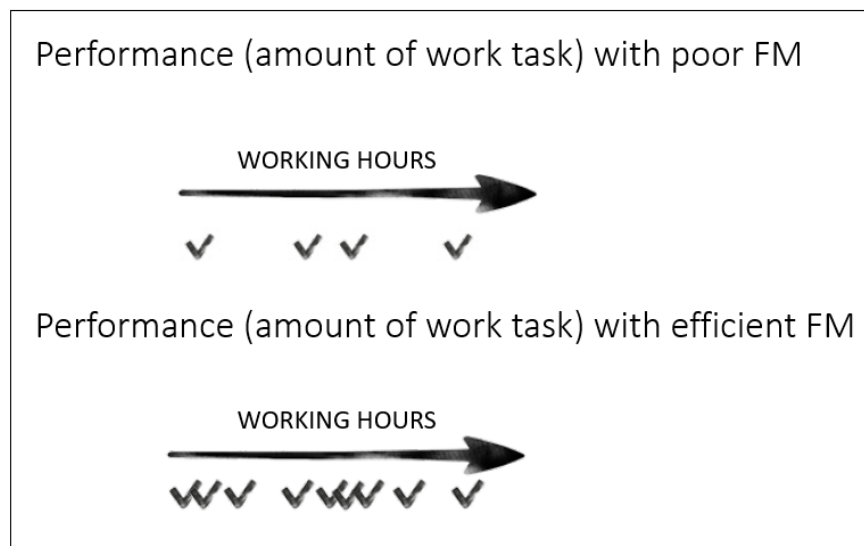 Performance (amount of work task) with poor FM
WORKING HOURS
Performance (amount of work task) with efficient FM
WORKING HOURS